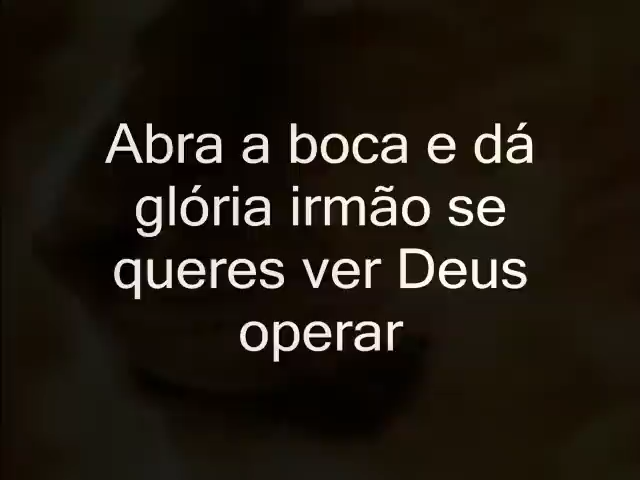 Abra a boca e dá
glória irmão se
queres ver Deus
operar